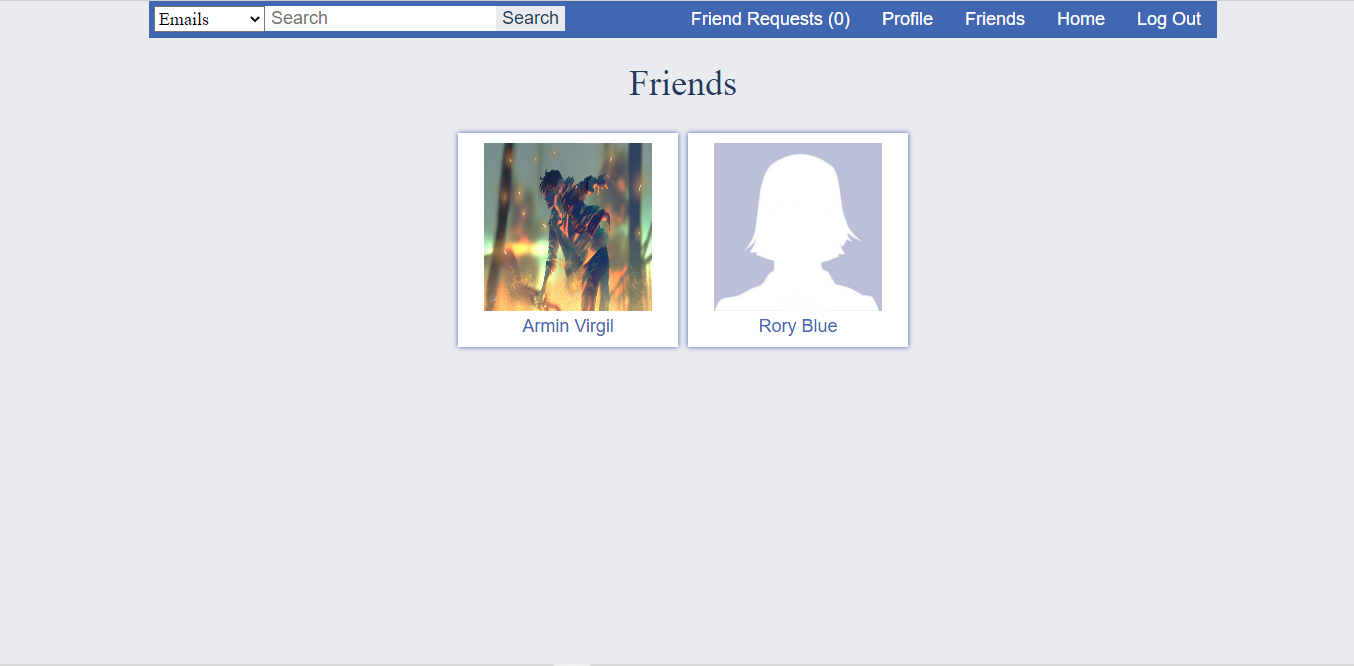 Emails Search Search Friend Requests (0) Profile Friends Home Log Out
Friends
Armin Virgil Rory Blue